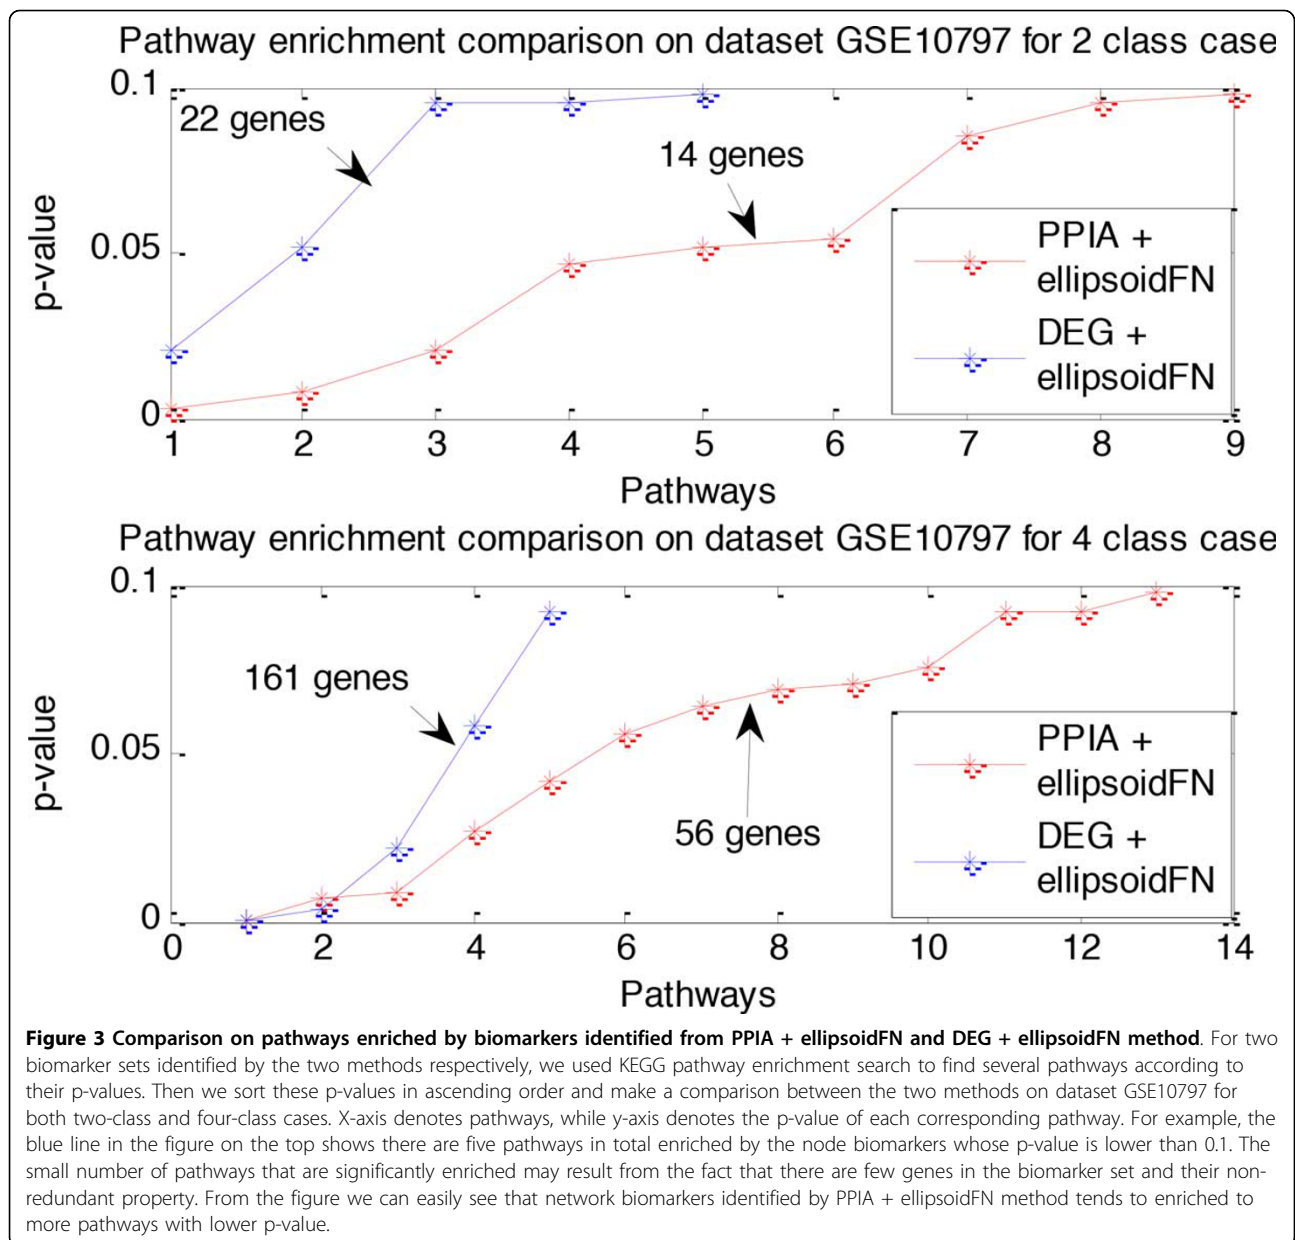 Pathway enrichment comparison on dataset GSE10797 for 2 class case
0.1
22 genes
14 genes
0.05
p-value
PPIA +
ellipsoidFN
DEG +
ellipsoidFN
0
1 2 3 4 5 6 7 8 9
Pathways
Pathway enrichment comparison on dataset GSE10797 for 4 class case
0.1
161 genes
0.05
p-value
56 genes
PPIA +
ellipsoidFN
DEG +
ellipsoidFN
0
0 2 4 6 8 10 12 14
Pathways
Figure 3 Comparison on pathways enriched by biomarkers identified from PPIA + ellipsoidFN and DEG + ellipsoidFN method. For two
biomarker sets identified by the two methods respectively, we used KEGG pathway enrichment search to find several pathways according to
their p-values. Then we sort these p-values in ascending order and make a comparison between the two methods on dataset GSE10797 for
both two-class and four-class cases. X-axis denotes pathways, while y-axis denotes the p-value of each corresponding pathway. For example, the
blue line in the figure on the top shows there are five pathways in total enriched by the node biomarkers whose p-value is lower than 0.1. The
small number of pathways that are significantly enriched may result from the fact that there are few genes in the biomarker set and their non-
redundant property. From the figure we can easily see that network biomarkers identified by PPIA + ellipsoidFN method tends to enriched to
more pathways with lower p-value.